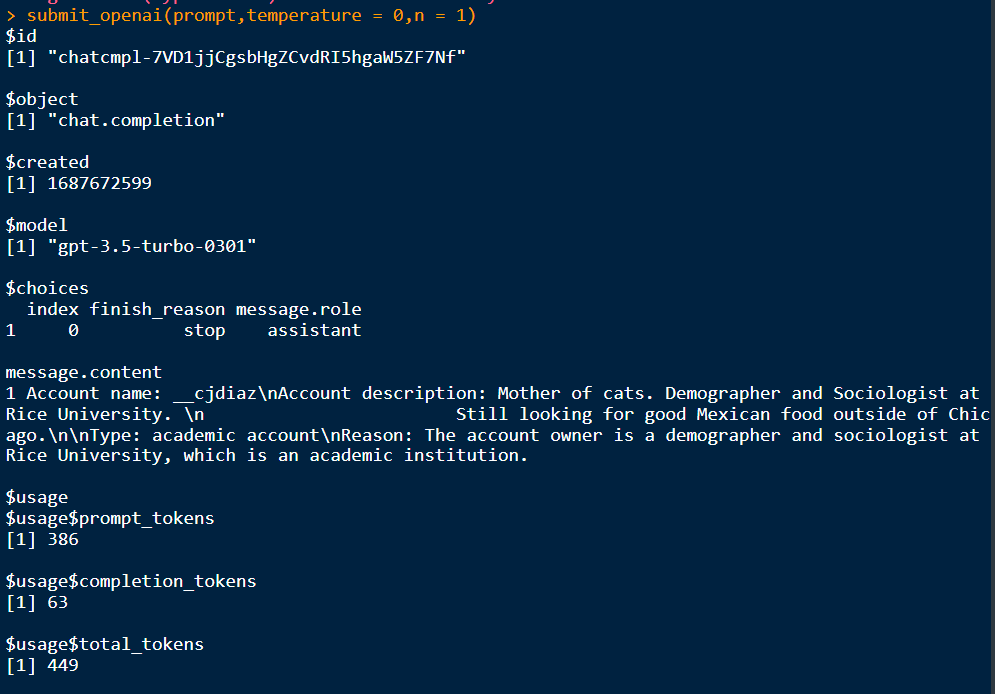 > submit_openai(prompt,temperature = 0,n = 1)
$id
[1] "chatcmpl-7VD1jjCgsbHgZCvdRI5hgaW5ZF7Nf"
$object
[1] "chat.completion"
$created
[1] 1687672599
$model
[1] "gpt-3.5-turbo-0301"
$choices
  index finish_reason message.role
1     0          stop    assistant
message.content
1 Account name: __cjdiaz\nAccount description: Mother of cats. Demographer and Sociologist at
Rice University. \n                        Still looking for good Mexican food outside of Chic
ago.\n\nType: academic account\nReason: The account owner is a demographer and sociologist at
Rice University, which is an academic institution.
$usage
$usage$prompt_tokens
[1] 386
$usage$completion_tokens
[1] 63
$usage$total_tokens
[1] 449